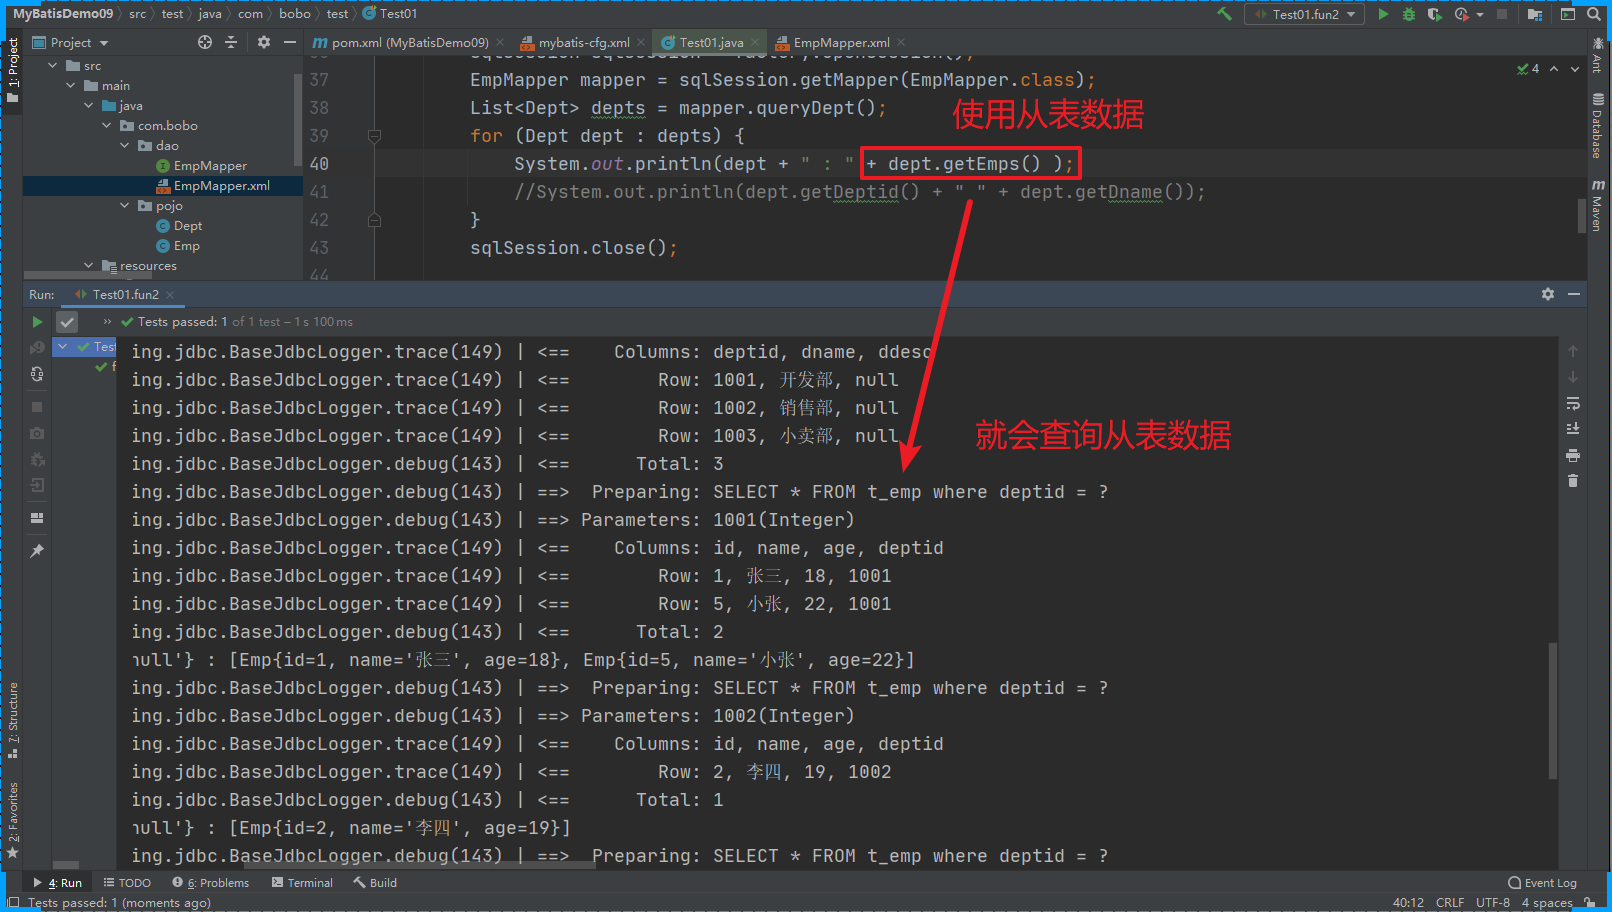 MyBatisDemo09 〉 src 〉 test 〉 java 〉 com 〉 bobo 〉 test 〉 Test01
Test01.fun2
1: Project
Project
pom.xml (MyBatisDemo09)
mybatis-cfg.xml
Test01.java
EmpMapper.xml
src
main
java
com.bobo
dao
EmpMapper
EmpMapper.xml
pojo
Dept
Emp
resources
37 EmpMapper mapper = sqlSession.getMapper(EmpMapper.class);
38 List<Dept> depts = mapper.queryDept();
39 for (Dept dept : depts) {
40 System.out.println(dept + " : " + dept.getEmps() );
41 //System.out.println(dept.getDeptid() + " " + dept.getDname());
42 }
43 sqlSession.close();
44
4
使用从表数据
Ant
Database
Maven
Run: Test01.fun2
Tests passed: 1 of 1 test – 1 s 100 ms
Test
ing.jdbc.BaseJdbcLogger.trace(149) | <== Columns: deptid, dname, ddesc
ing.jdbc.BaseJdbcLogger.trace(149) | <== Row: 1001, 开发部, null
ing.jdbc.BaseJdbcLogger.trace(149) | <== Row: 1002, 销售部, null
ing.jdbc.BaseJdbcLogger.trace(149) | <== Row: 1003, 小卖部, null
就会查询从表数据
ing.jdbc.BaseJdbcLogger.debug(143) | <== Total: 3
ing.jdbc.BaseJdbcLogger.debug(143) | ==> Preparing: SELECT * FROM t_emp where deptid = ?
ing.jdbc.BaseJdbcLogger.debug(143) | ==> Parameters: 1001(Integer)
ing.jdbc.BaseJdbcLogger.trace(149) | <== Columns: id, name, age, deptid
ing.jdbc.BaseJdbcLogger.trace(149) | <== Row: 1, 张三, 18, 1001
ing.jdbc.BaseJdbcLogger.trace(149) | <== Row: 5, 小张, 22, 1001
ing.jdbc.BaseJdbcLogger.debug(143) | <== Total: 2
null'} : [Emp{id=1, name='张三', age=18}, Emp{id=5, name='小张', age=22}]
ing.jdbc.BaseJdbcLogger.debug(143) | ==> Preparing: SELECT * FROM t_emp where deptid = ?
ing.jdbc.BaseJdbcLogger.debug(143) | ==> Parameters: 1002(Integer)
ing.jdbc.BaseJdbcLogger.trace(149) | <== Columns: id, name, age, deptid
ing.jdbc.BaseJdbcLogger.trace(149) | <== Row: 2, 李四, 19, 1002
ing.jdbc.BaseJdbcLogger.debug(143) | <== Total: 1
null'} : [Emp{id=2, name='李四', age=19}]
ing.jdbc.BaseJdbcLogger.debug(143) | ==> Preparing: SELECT * FROM t_emp where deptid = ?
7: Structure
2: Favorites
4: Run
TODO
6: Problems
Terminal
Build
Event Log
Tests passed: 1 (moments ago)
40:12 CRLF UTF-8 4 spaces